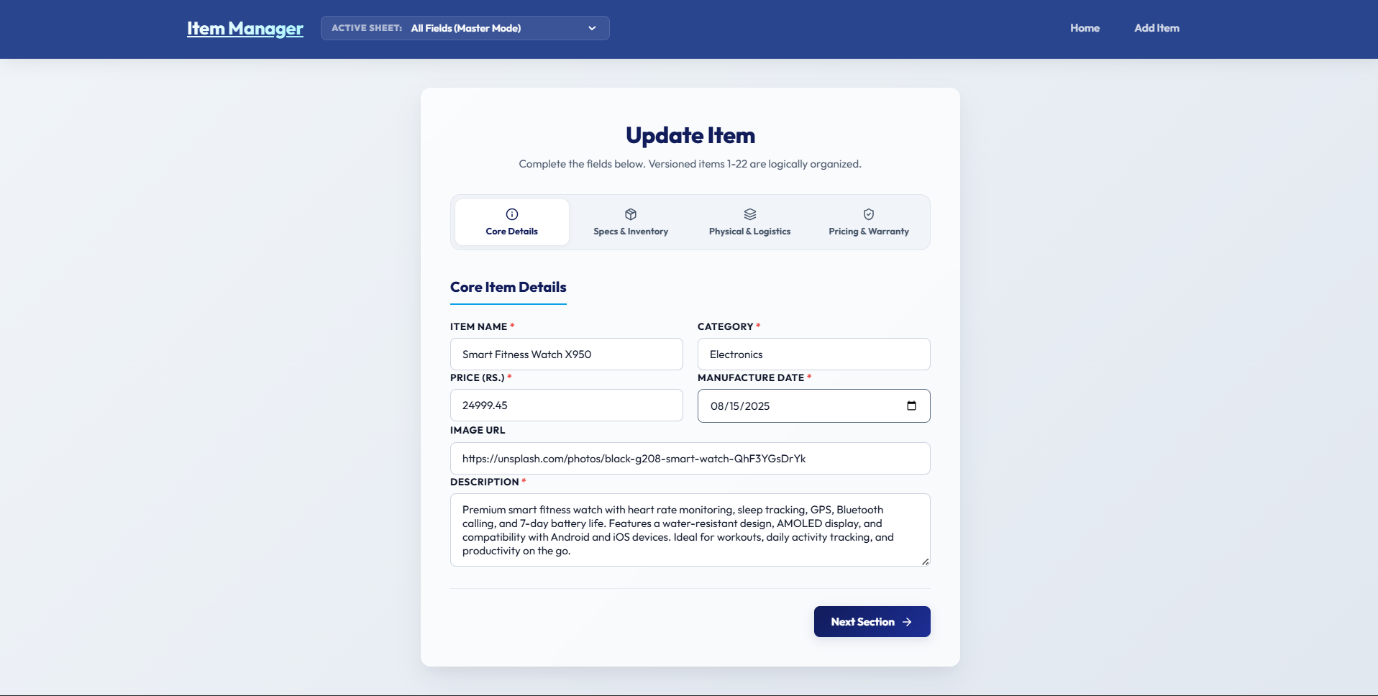 Item Manager
ACTIVE SHEET: All Fields (Master Mode)
Home
Add Item
Update Item
Complete the fields below. Versioned items 1-22 are logically organized.
Core Details
Specs & Inventory
Physical & Logistics
Pricing & Warranty
Core Item Details
ITEM NAME *
CATEGORY *
Smart Fitness Watch X950
Electronics
PRICE (RS.) *
MANUFACTURE DATE *
24999.45
08/15/2025
IMAGE URL
https://unsplash.com/photos/black-g208-smart-watch-QhF3YGsDrYk
DESCRIPTION *
Premium smart fitness watch with heart rate monitoring, sleep tracking, GPS, Bluetooth
calling, and 7-day battery life. Features a water-resistant design, AMOLED display, and
compatibility with Android and iOS devices. Ideal for workouts, daily activity tracking, and
productivity on the go.
Next Section →